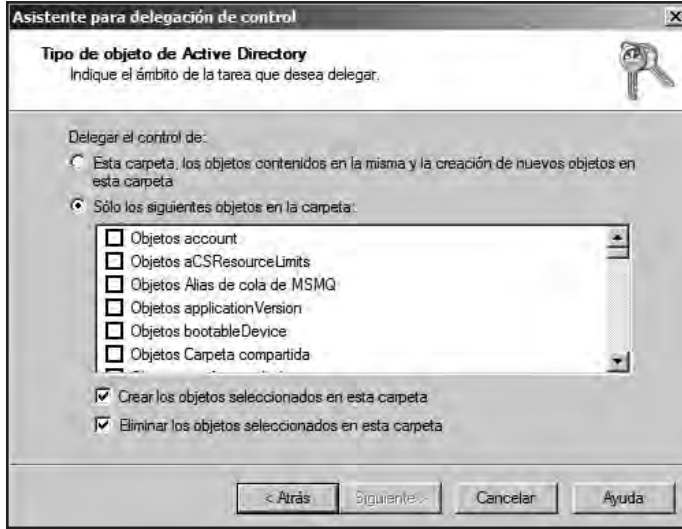 Asistente para delegación de control
Tipo de objeto de Active Directory
Indique el ámbito de la tarea que desea delegar.
Delegar el control de:
Esta carpeta, los objetos contenidos en la misma y la creación de nuevos objetos en
esta carpeta
Sólo los siguientes objetos en la carpeta:
Objetos account
Objetos aCSResourceLimits
Objetos Alias de cola de MSMQ
Objetos applicationVersion
Objetos bootableDevice
Objetos Carpeta compartida
Crear los objetos seleccionados en esta carpeta
Eliminar los objetos seleccionados en esta carpeta
< Atrás
Siguiente >
Cancelar
Ayuda